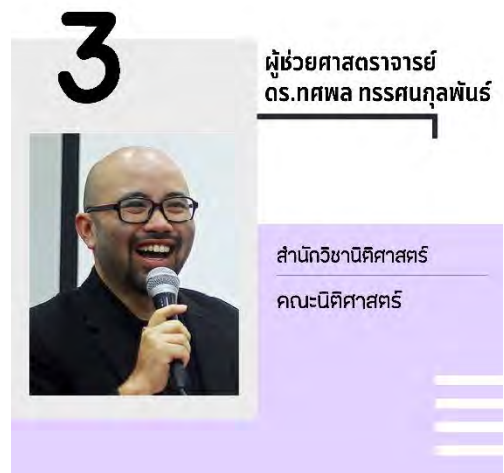 3
ผู้ช่วยศาสตราจารย์
ดร.ทศพล ทรรศนกุลพันธ์
สำนักวิชานิติศาสตร์
คณะนิติศาสตร์